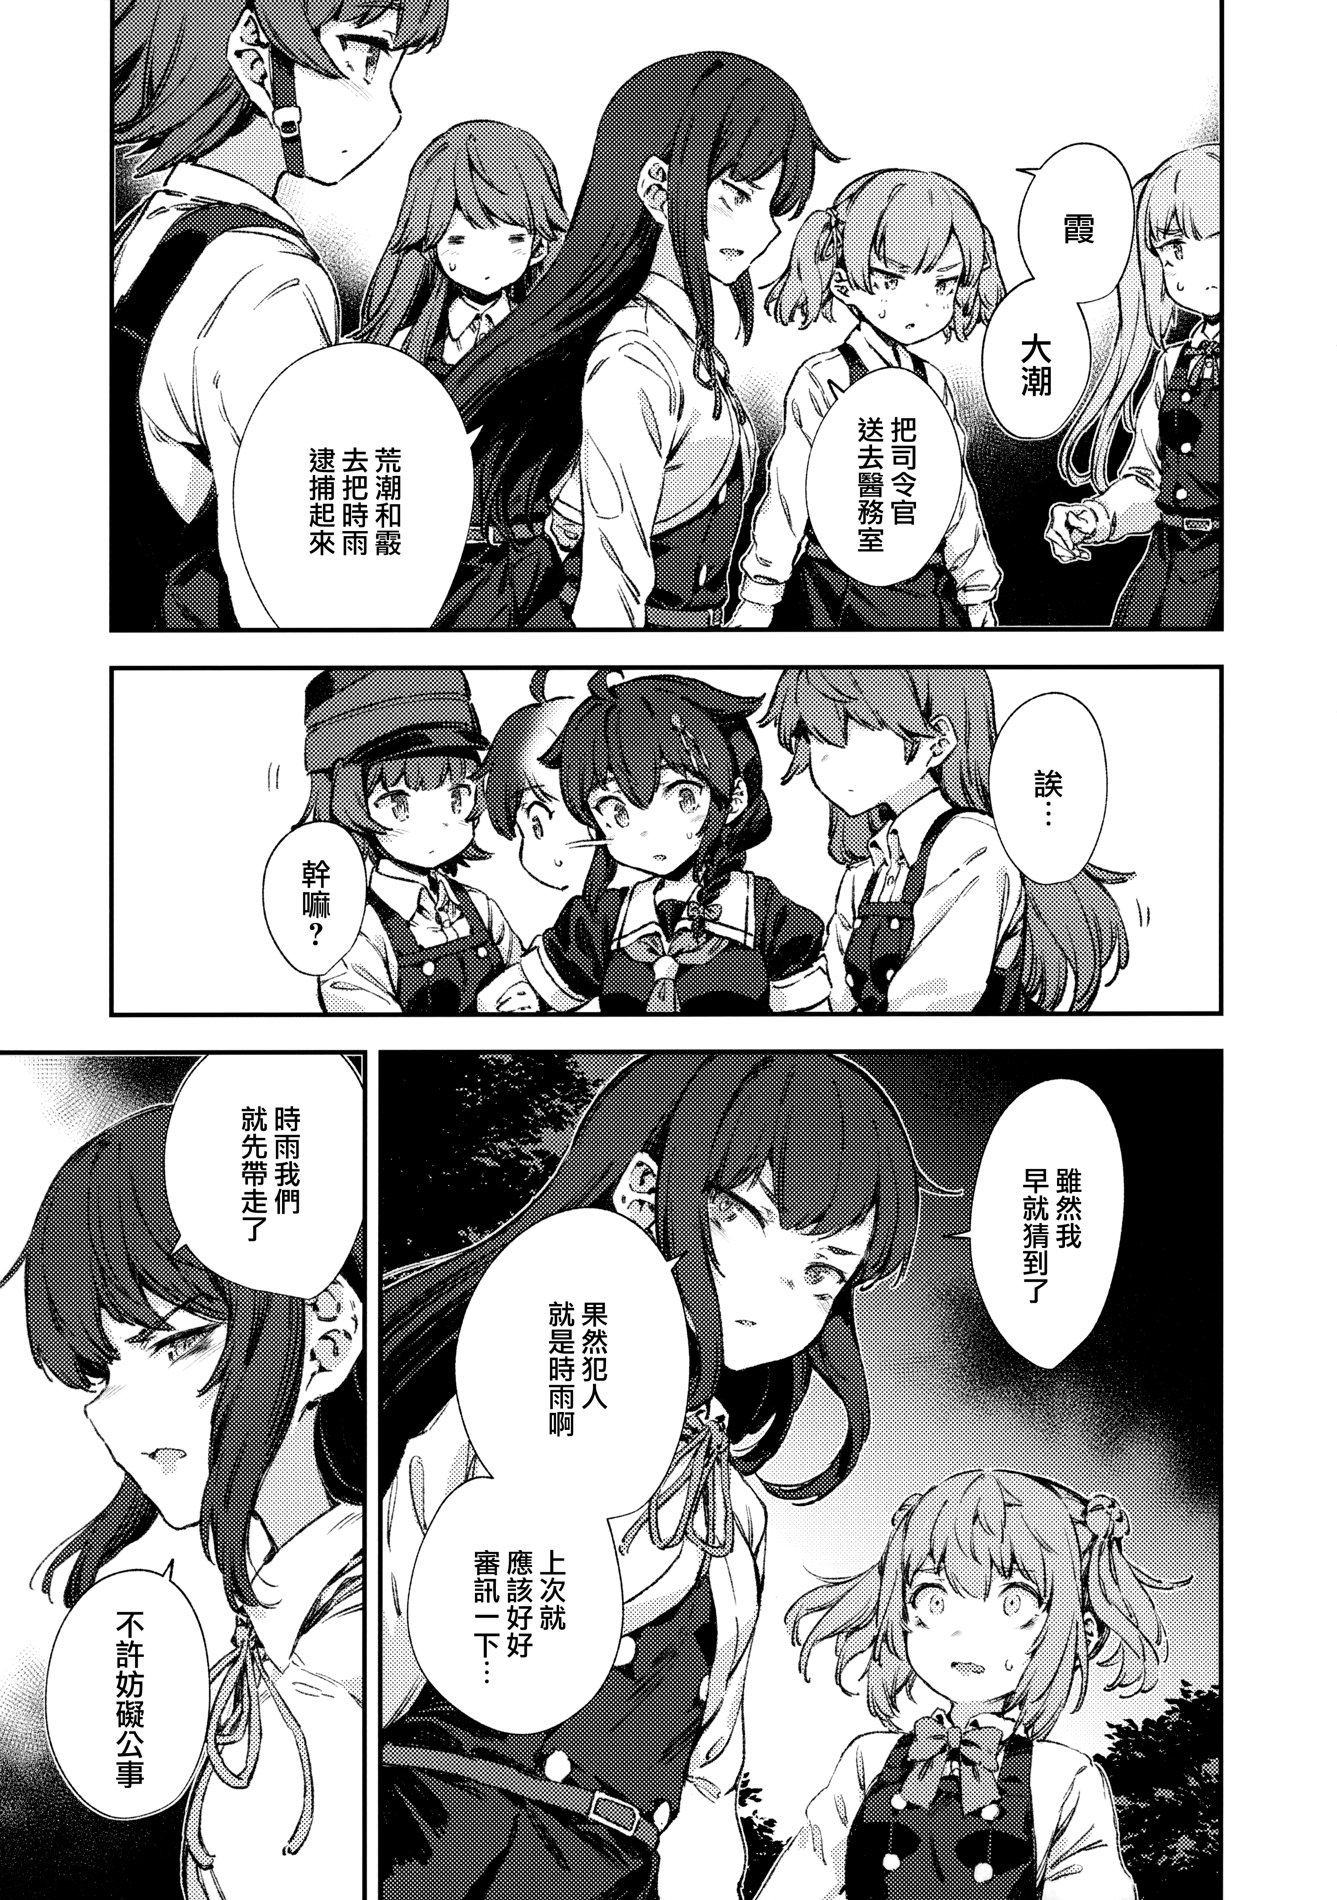 霞
大潮
把司令官
送去醫務室
荒潮和霰
去把時雨
逮捕起來
誒…
幹嘛?
雖然我
早就猜到了
果然犯人
就是時雨啊
上次就
應該好好
審訊一下…
時雨我們
就先帶走了
不許妨礙公事